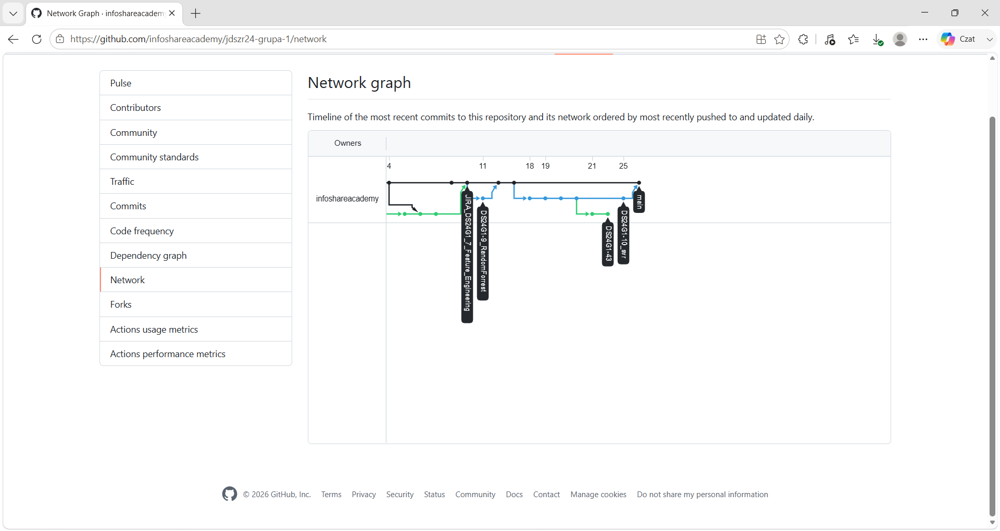 Network Graph · infoshareacadem
https://github.com/infoshareacademy/jdszr24-grupa-1/network
Czat
Pulse
Contributors
Community
Community standards
Traffic
Commits
Code frequency
Dependency graph
Network
Forks
Actions usage metrics
Actions performance metrics
Network graph
Timeline of the most recent commits to this repository and its network ordered by most recently pushed to and updated daily.
Owners
4 11 18 19 21 25
infoshareacademy
JIRA_DS24G1_7_Feature_Engineering
DS24G1-9_RandomForrest
DS24G1-43
DS24G1-10_svr
main
© 2026 GitHub, Inc. Terms Privacy Security Status Community Docs Contact Manage cookies Do not share my personal information